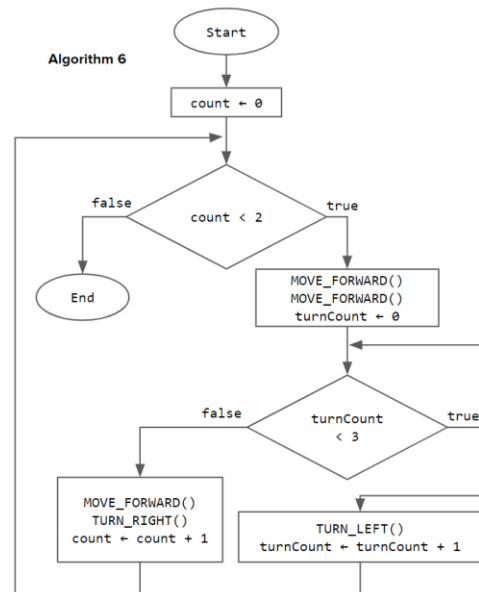 Start
Algorithm 6
count ← 0
false
true
count < 2
End
MOVE_FORWARD()
MOVE_FORWARD()
turnCount ← 0
false
true
turnCount
< 3
MOVE_FORWARD()
TURN_RIGHT()
count ← count + 1
TURN_LEFT()
turnCount ← turnCount + 1